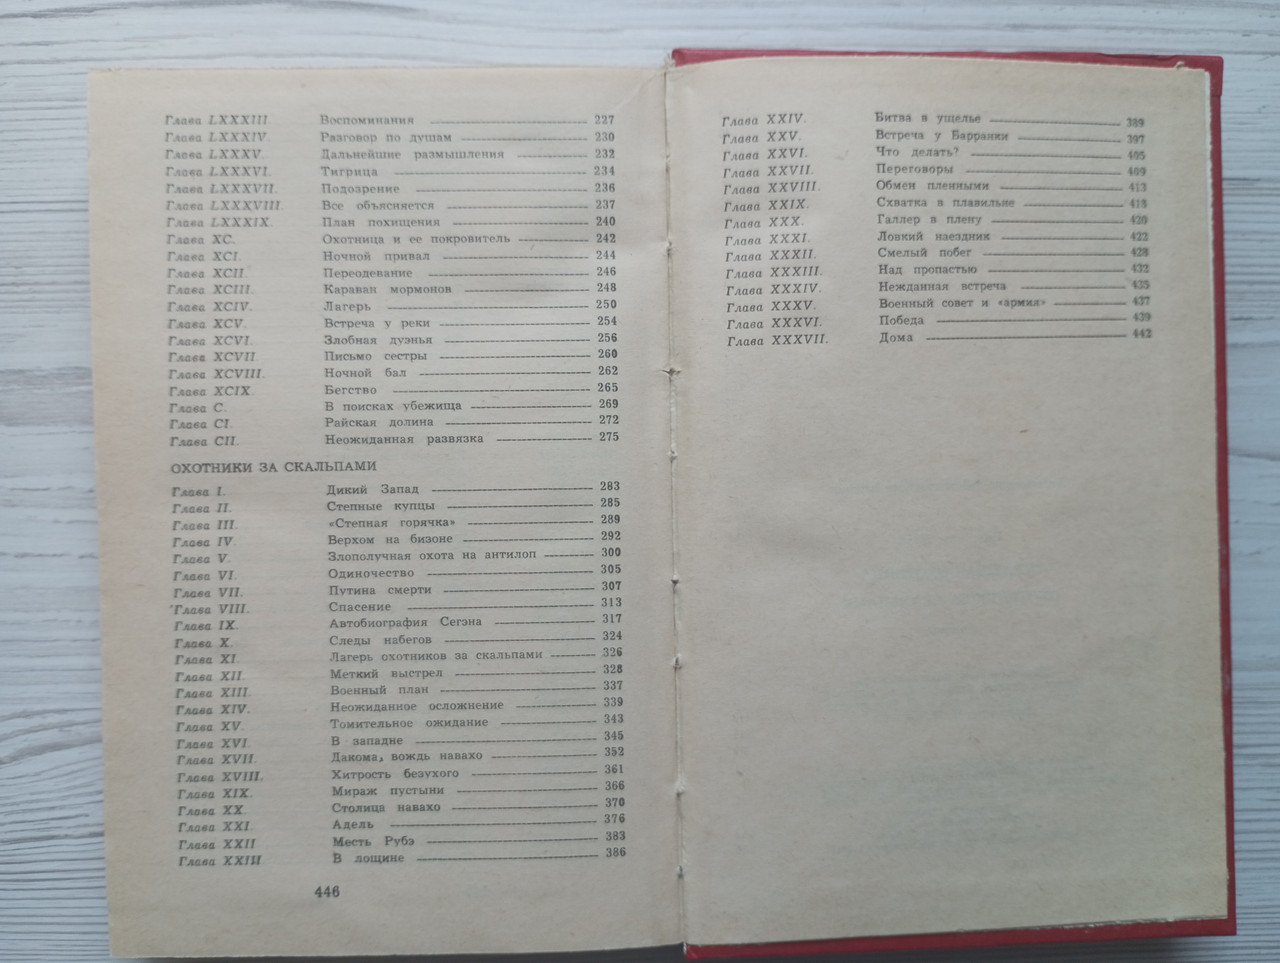 Глава LXXXIII. Воспоминания 227
Глава LXXXIV. Разговор по душам 230
Глава LXXXV. Дальнейшие размышления 232
Глава LXXXVI. Тигрица 234
Глава LXXXVII. Подозрение 236
Глава LXXXVIII. Все объясняется 237
Глава LXXXIX. План похищения 240
Глава XC. Охотница и ее покровитель 242
Глава XCI. Ночной привал 244
Глава XCII. Переодевание 246
Глава XCIII. Караван мормонов 248
Глава XCIV. Лагерь 250
Глава XCV. Встреча у реки 254
Глава XCVI. Злобная дуэнья 256
Глава XCVII Письмо сестры 260
Глава XCVIII. Ночной бал 262
Глава XCIX. Бегство 265
Глава C. В поисках убежища 269
Глава CI. Райская долина 272
Глава CII. Неожиданная развязка 275
ОХОТНИКИ ЗА СКАЛЬПАМИ
Глава I. Дикий Запад 283
Глава II. Степные купцы 285
Глава III. «Степная горячка» 289
Глава IV. Верхом на бизоне 292
Глава V. Злополучная охота на антилоп 300
Глава VI. Одиночество 305
Глава VII. Путина смерти 307
Глава VIII. Спасение 313
Глава IX. Автобиография Сегэна 317
Глава X. Следы набегов 324
Глава XI. Лагерь охотников за скальпами 326
Глава XII. Меткий выстрел 328
Глава XIII. Военный план 337
Глава XIV. Неожиданное осложнение 339
Глава XV. Томительное ожидание 343
Глава XVI. В западне 345
Глава XVII. Дакома, вождь навахо 352
Глава XVIII. Хитрость безухого 361
Глава XIX. Мираж пустыни 366
Глава XX. Столица навахо 370
Глава XXI. Адель 376
Глава XXII Месть Рубэ 383
Глава XXIII В лощине 386
446
Глава XXIV. Битва в ущелье 389
Глава XXV. Встреча у Барранки 397
Глава XXVI. Что делать? 405
Глава XXVII. Переговоры 409
Глава XXVIII. Обмен пленными 413
Глава XXIX. Схватка в плавильне 418
Глава XXX. Галлер в плену 420
Глава XXXI. Ловкий наездник 422
Глава XXXII. Смелый побег 428
Глава XXXIII. Над пропастью 432
Глава XXXIV. Нежданная встреча 435
Глава XXXV. Военный совет и «армия» 437
Глава XXXVI. Победа 439
Глава XXXVII. Дома 442